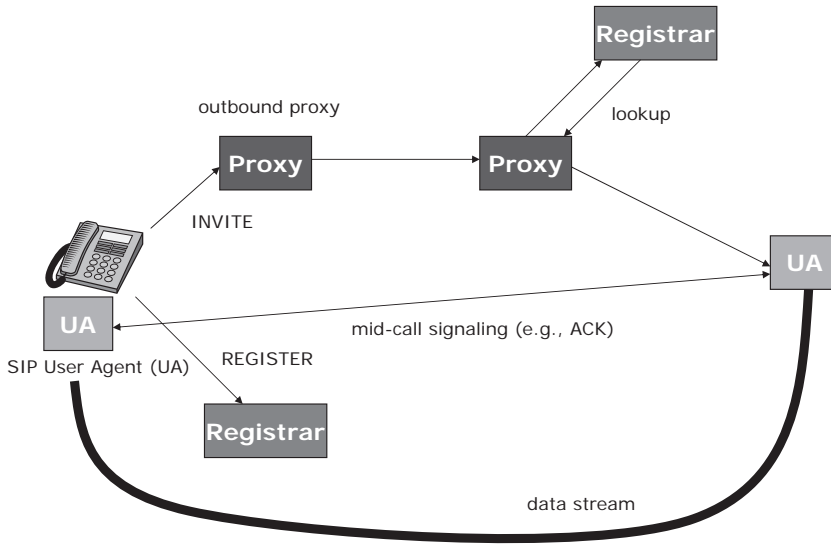 Registrar
outbound proxy
lookup
Proxy
Proxy
INVITE
UA
UA
mid-call signaling (e.g., ACK)
SIP User Agent (UA)
REGISTER
Registrar
data stream